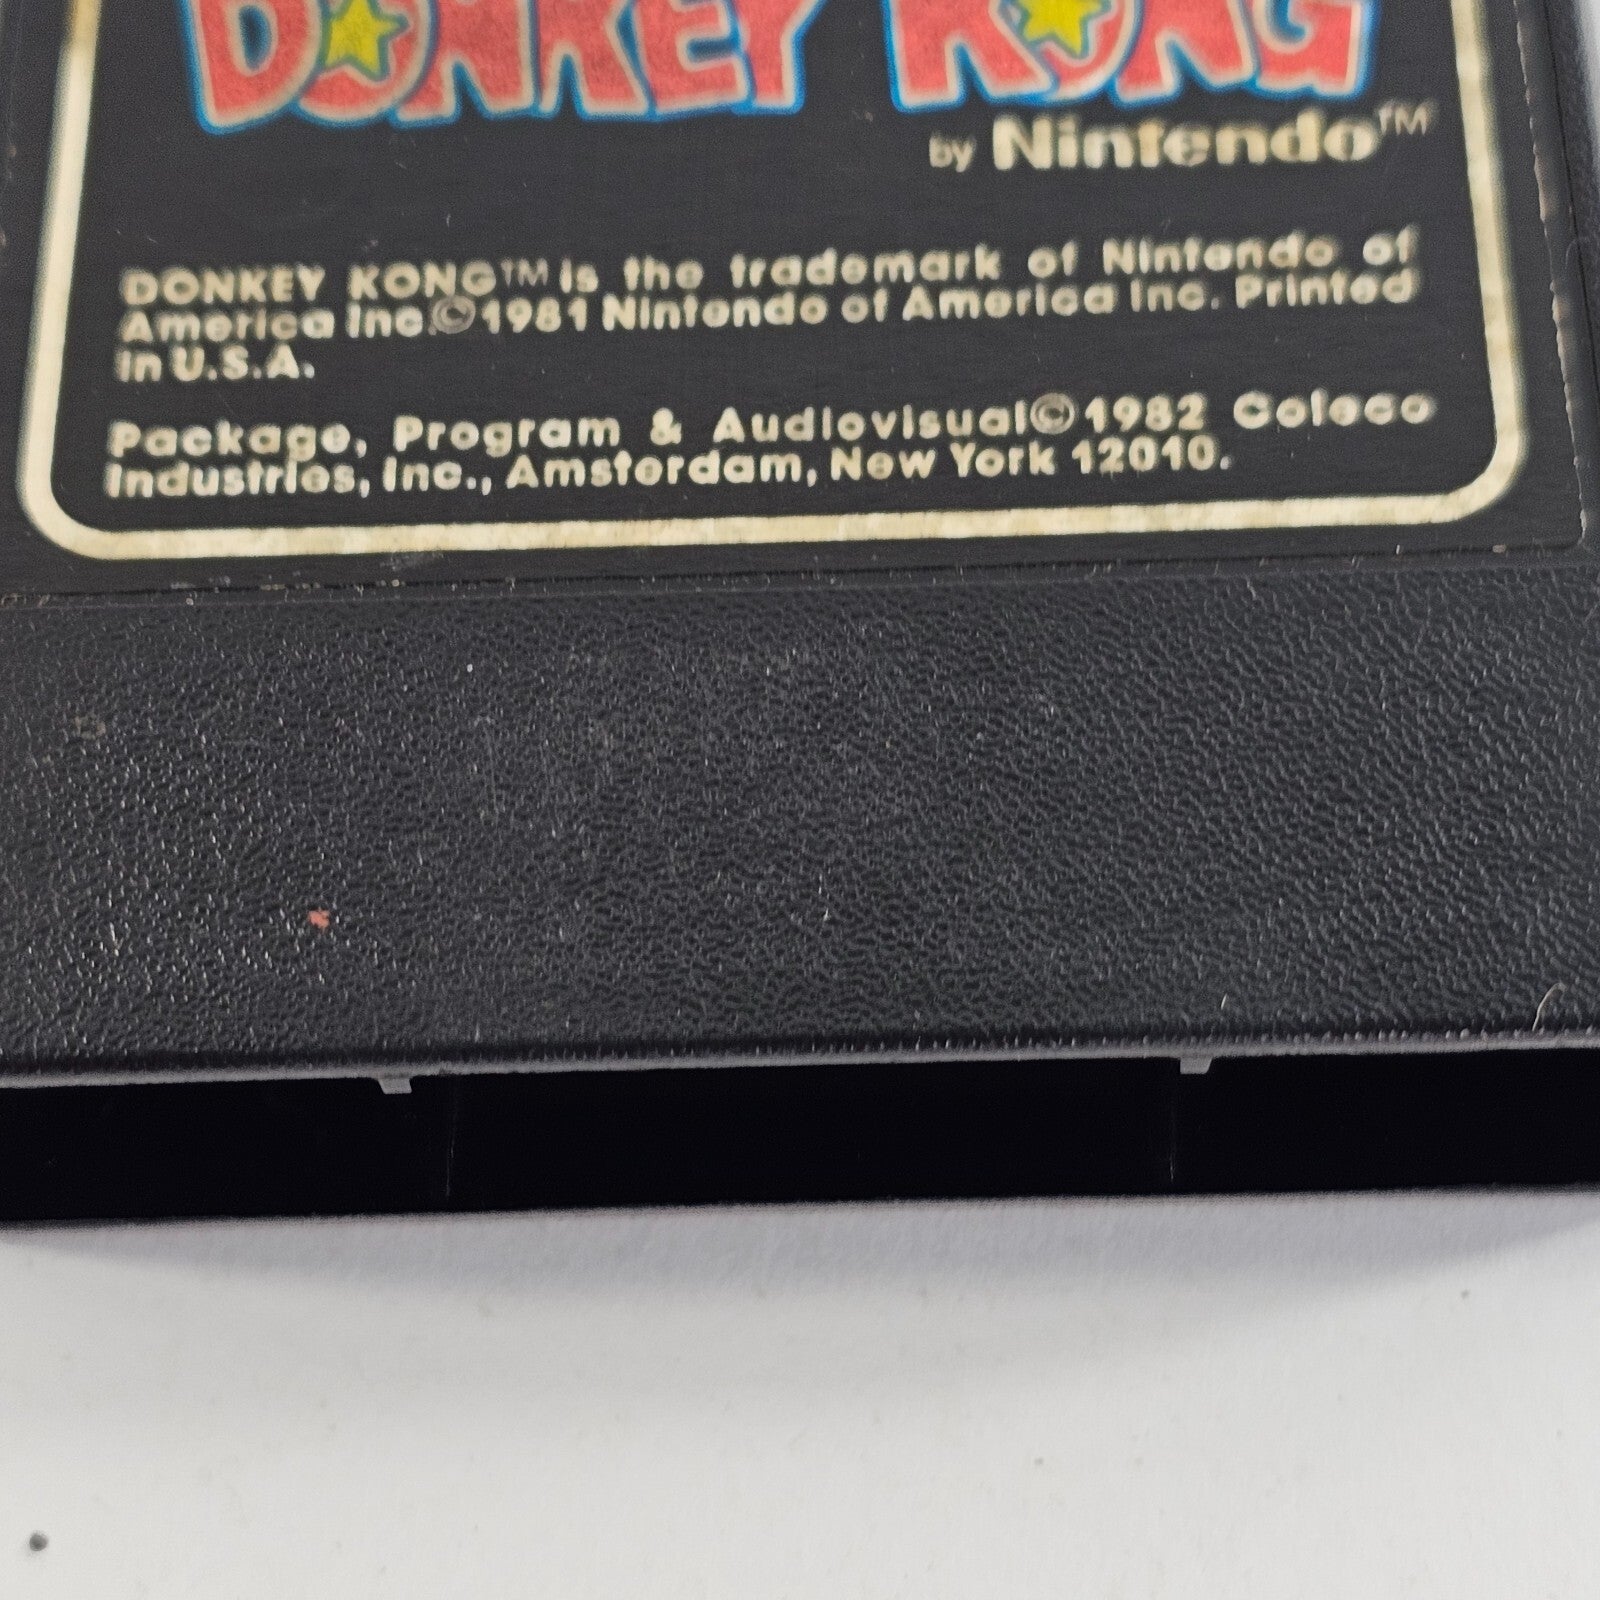 DONKEY KONG
by Nintendo™
DONKEY KONG™ is the trademark of Nintendo of
America Inc.©1981 Nintendo of America Inc. Printed
in U.S.A.
Package, Program & Audiovisual©1982 Coleco
Industries, Inc., Amsterdam, New York 12010.